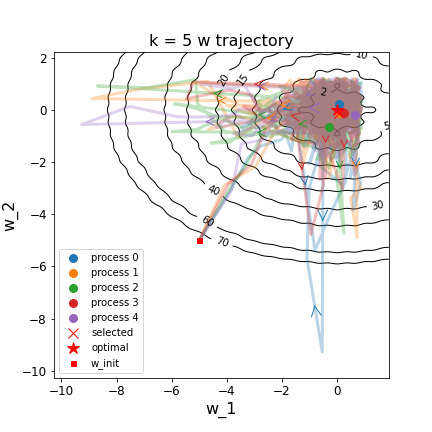 k = 5 w trajectory
w_2
2
0
−2
−4
−6
−8
−10
10
20
15
2
5
40
30
60
70
process 0
process 1
process 2
process 3
process 4
selected
optimal
w_init
−10
−8
−6
−4
−2
0
w_1